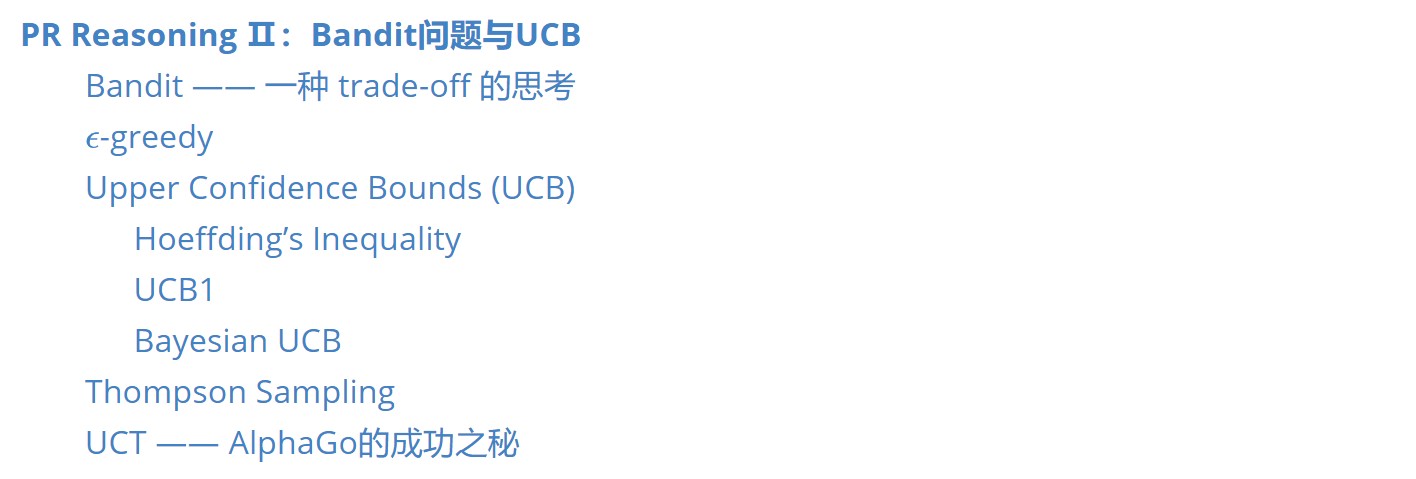 PR Reasoning Ⅱ：Bandit问题与UCB
Bandit —— 一种 trade-off 的思考
ϵ-greedy
Upper Confidence Bounds (UCB)
Hoeffding’s Inequality
UCB1
Bayesian UCB
Thompson Sampling
UCT —— AlphaGo的成功之秘